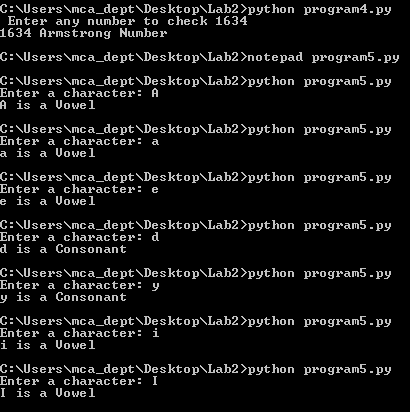 C:\Users\mca_dept\Desktop\Lab2>python program4.py
 Enter any number to check 1634
1634 Armstrong Number
C:\Users\mca_dept\Desktop\Lab2>notepad program5.py
C:\Users\mca_dept\Desktop\Lab2>python program5.py
Enter a character: A
A is a Vowel
C:\Users\mca_dept\Desktop\Lab2>python program5.py
Enter a character: a
a is a Vowel
C:\Users\mca_dept\Desktop\Lab2>python program5.py
Enter a character: e
e is a Vowel
C:\Users\mca_dept\Desktop\Lab2>python program5.py
Enter a character: d
d is a Consonant
C:\Users\mca_dept\Desktop\Lab2>python program5.py
Enter a character: y
y is a Consonant
C:\Users\mca_dept\Desktop\Lab2>python program5.py
Enter a character: i
i is a Vowel
C:\Users\mca_dept\Desktop\Lab2>python program5.py
Enter a character: I
I is a Vowel